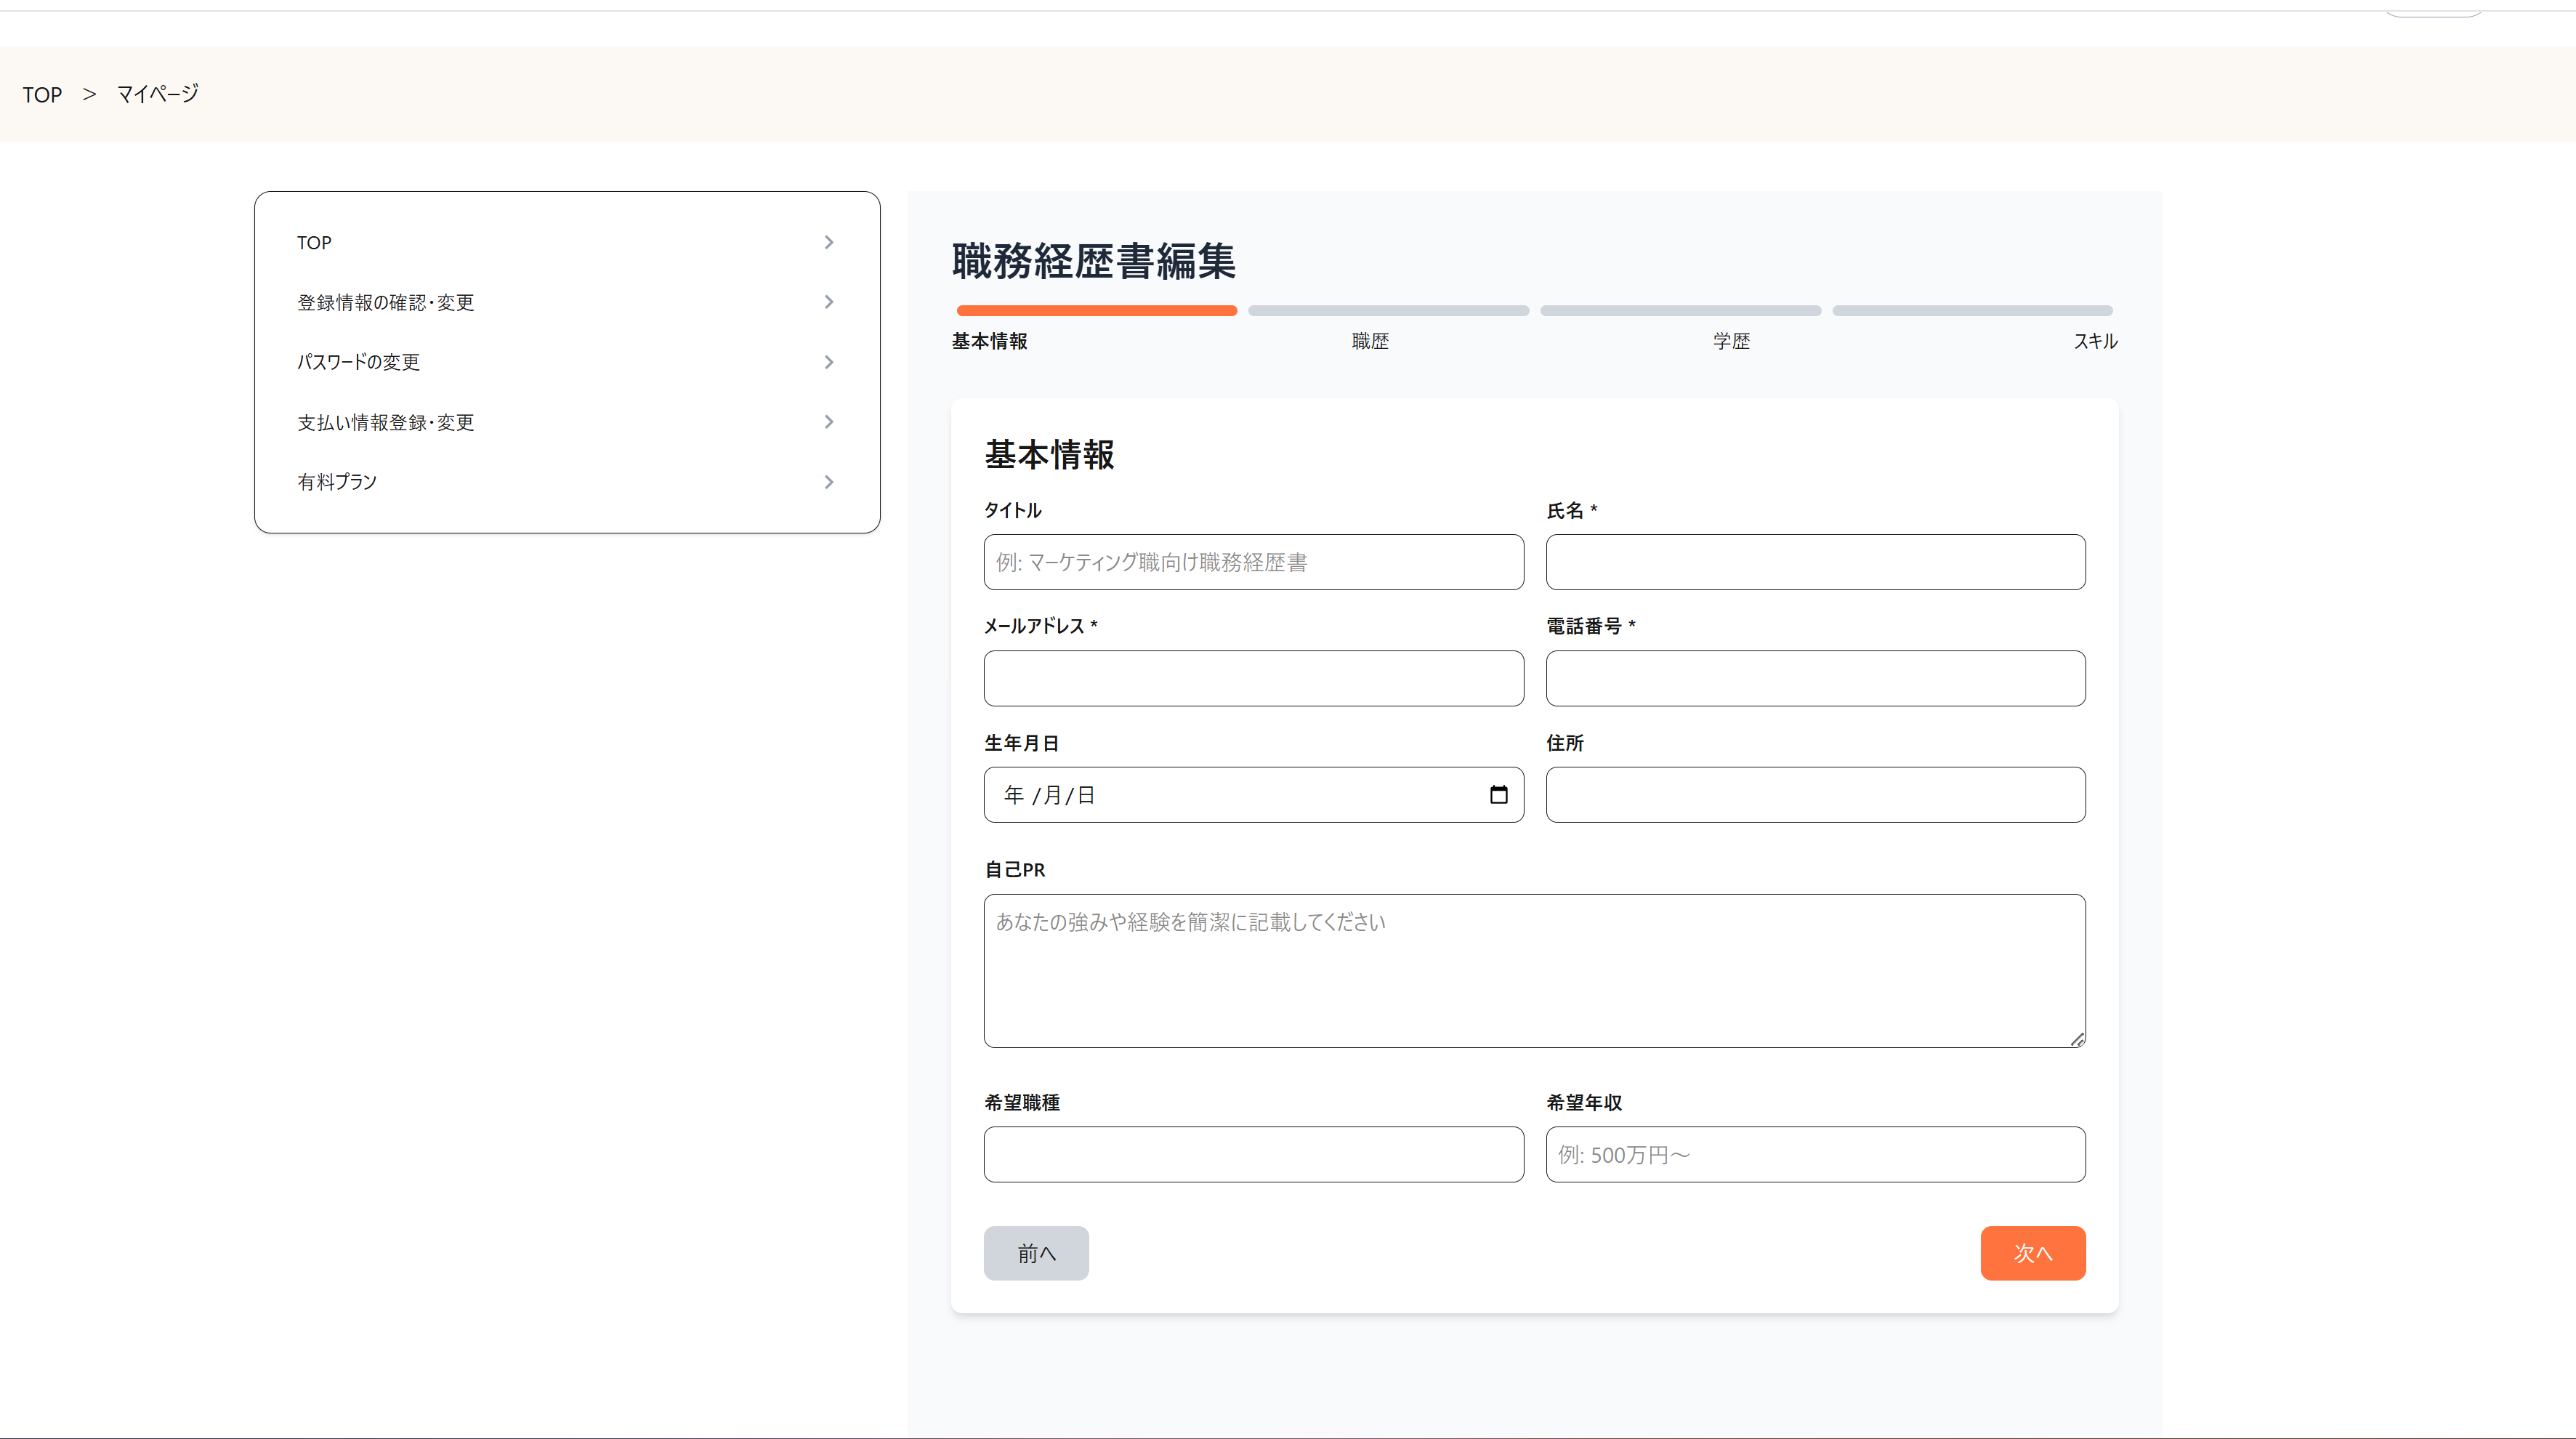 TOP > マイページ
TOP
登録情報の確認・変更
パスワードの変更
支払い情報登録・変更
有料プラン
職務経歴書編集
基本情報 職歴 学歴 スキル
基本情報
タイトル 氏名 *
例: マーケティング職向け職務経歴書
メールアドレス * 電話番号 *
生年月日 住所
年 /月/日
自己PR
あなたの強みや経験を簡潔に記載してください
希望職種 希望年収
例: 500万円～
前へ 次へ